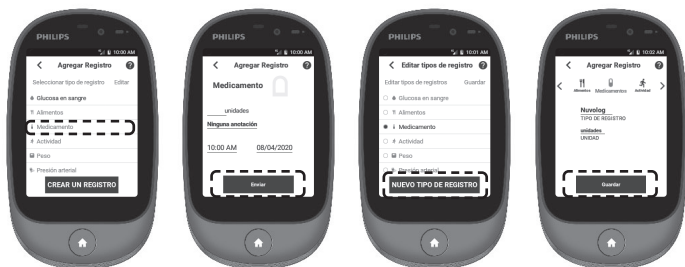 PHILIPS
10:00 AM
Agregar Registro
Seleccionar tipo de registro Editar
Glucosa en sangre
Alimentos
Medicamento
Actividad
Peso
Presión arterial
CREAR UN REGISTRO
PHILIPS
10:00 AM
Agregar Registro
Medicamento
unidades
Ninguna anotación
10:00 AM 08/04/2020
Enviar
PHILIPS
10:01 AM
Editar tipos de registro
Editar tipos de registros Guardar
Glucosa en sangre
Alimentos
Medicamento
Actividad
Peso
Presión arterial
NUEVO TIPO DE REGISTRO
PHILIPS
10:02 AM
Agregar Registro
Alimentos Medicamentos Actividad
Nuvolog
TIPO DE REGISTRO
unidades
UNIDAD
Guardar